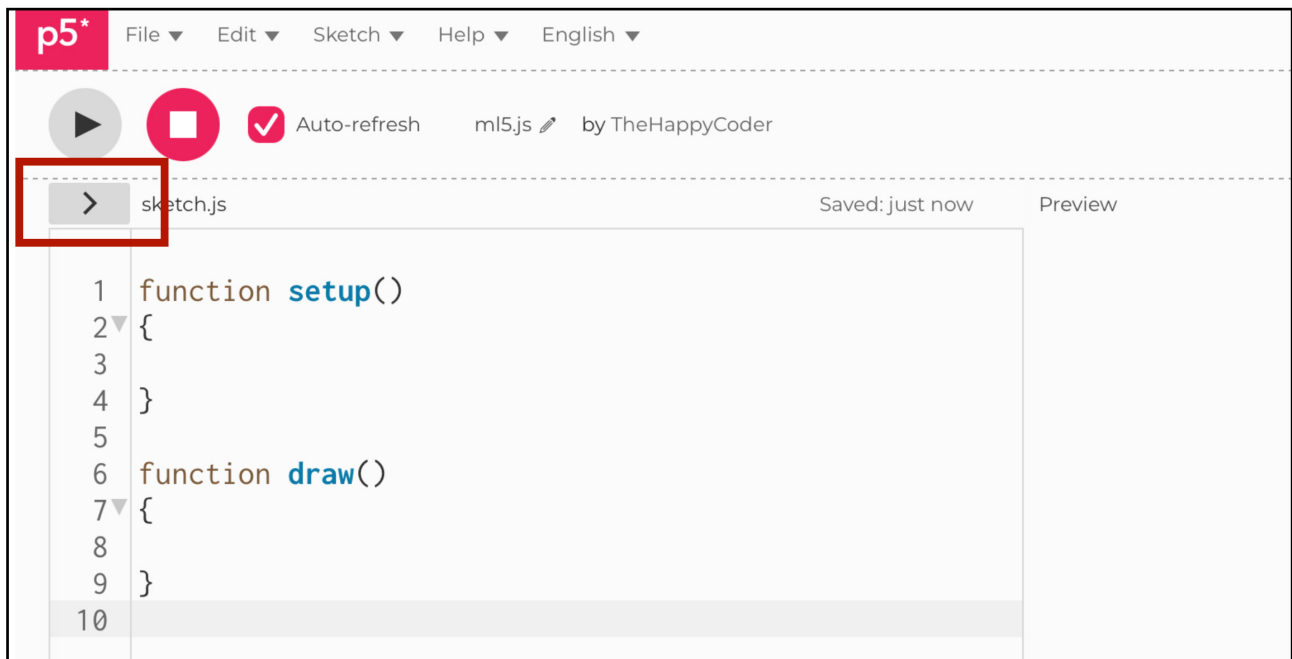 p5* File ▼ Edit ▼ Sketch ▼ Help ▼ English ▼
Auto-refresh ml5.js by TheHappyCoder
> sketch.js Saved: just now Preview
1 function setup()
2 {
3
4 }
5
6 function draw()
7 {
8
9 }
10